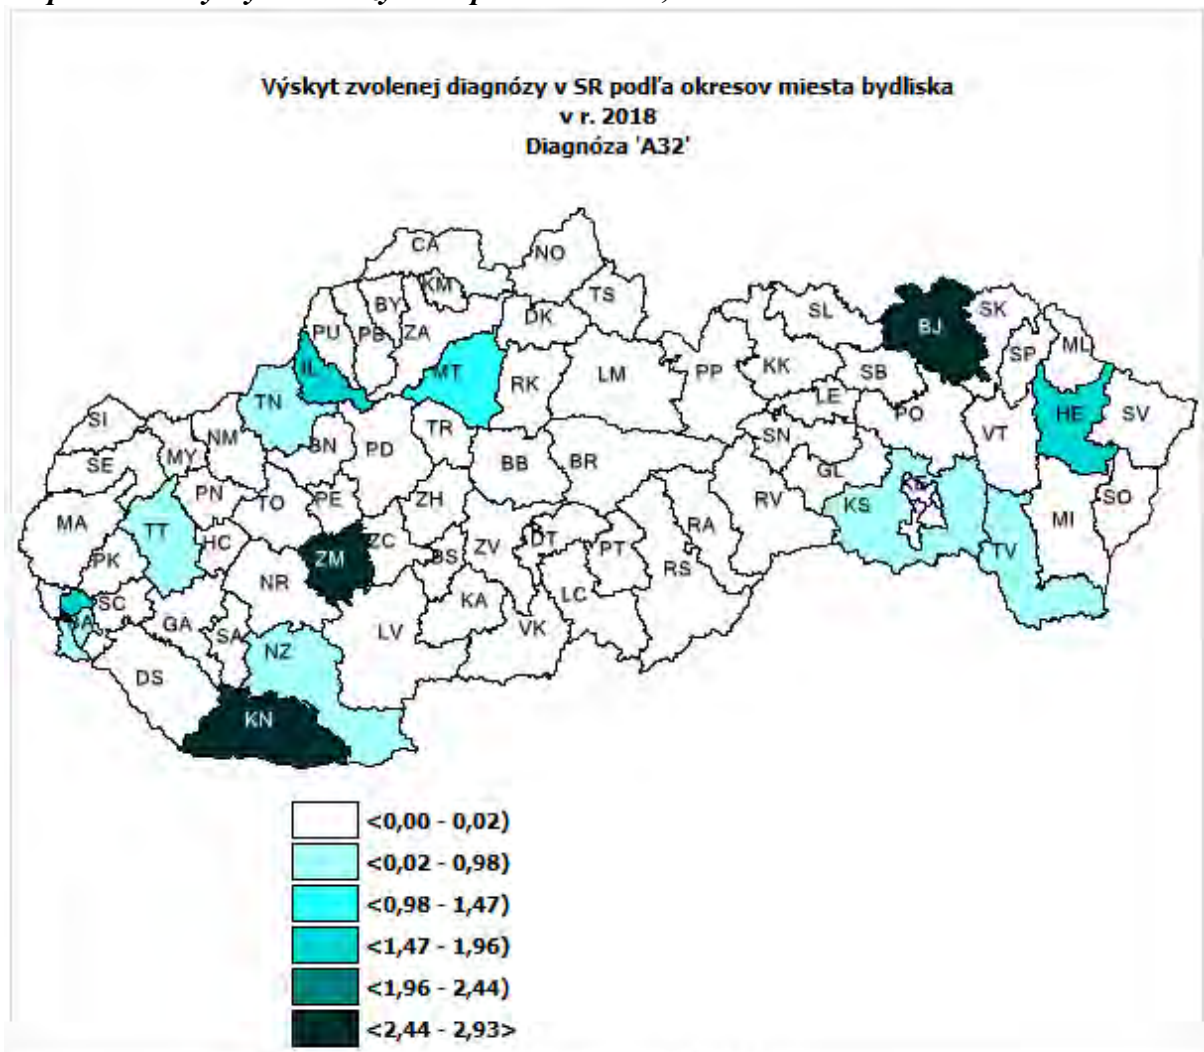 Výskyt zvolenej diagnózy v SR podľa okresov miesta bydliska
v r. 2018
Diagnóza 'A32'
CA
NO
KM
TS
BY
PU
PB
ZA
DK
SL
BJ
SK
SP
ML
IL
MT
RK
LM
PP
KK
SB
LE
PO
VT
HE
SV
TN
SI
NM
BN
PD
TR
BB
BR
SN
GL
SE
MY
PN
TO
PE
ZH
RV
KS
KE
MI
SO
MA
TT
HC
ZM
ZC
BS
ZV
DT
PT
RA
RS
TV
PK
NR
KA
LC
BA
SC
GA
SA
NZ
LV
VK
DS
KN
<0,00 - 0,02)
<0,02 - 0,98)
<0,98 - 1,47)
<1,47 - 1,96)
<1,96 - 2,44)
<2,44 - 2,93>